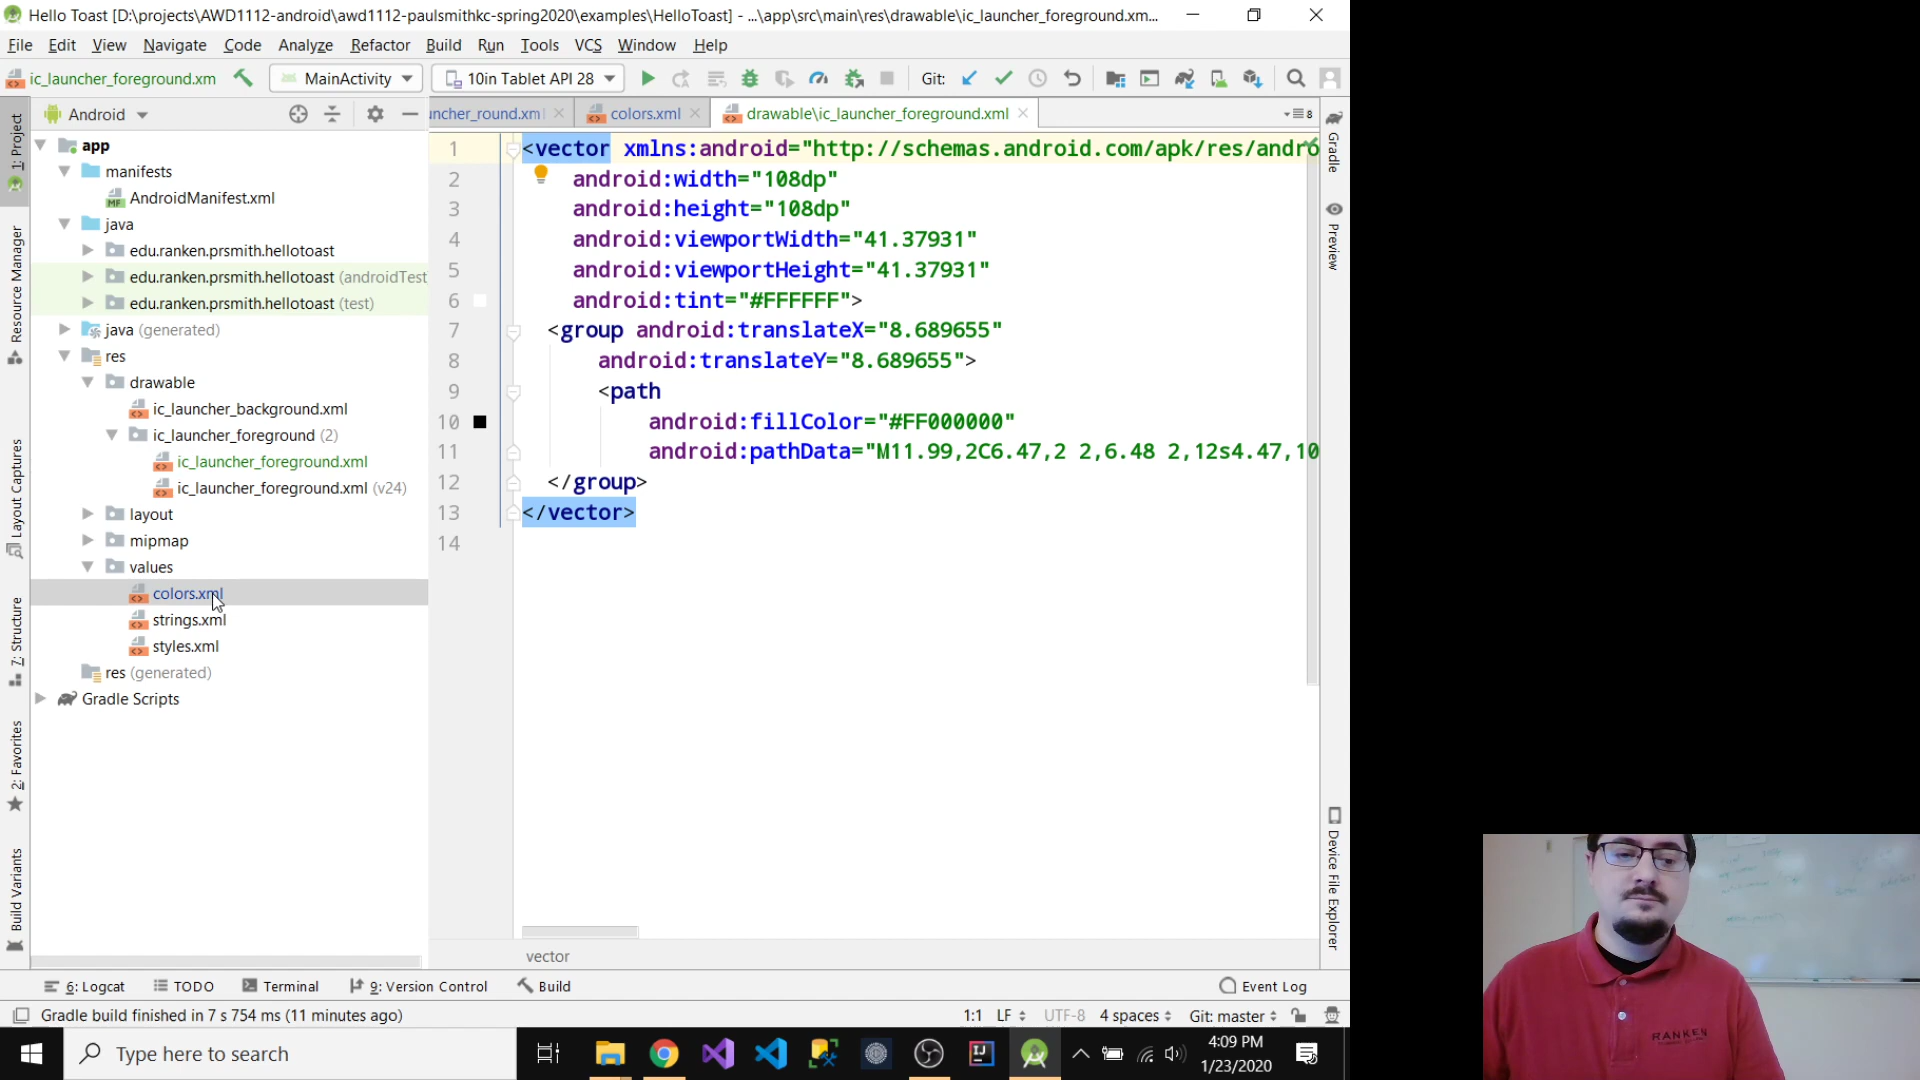 Hello Toast [D:\projects\AWD1112-android\awd1112-paulsmithkc-spring2020\examples\HelloToast] - ...\app\src\main\res\drawable\ic_launcher_foreground.xm...
File Edit View Navigate Code Analyze Refactor Build Run Tools VCS Window Help
ic_launcher_foreground.xm MainActivity 10in Tablet API 28 Git:
Android
ncher_round.xml colors.xml drawable\ic_launcher_foreground.xml 8
1: Project
Resource Manager
Layout Captures
7: Structure
2: Favorites
Build Variants
app
manifests
AndroidManifest.xml
java
edu.ranken.prsmith.hellotoast
edu.ranken.prsmith.hellotoast (androidTest
edu.ranken.prsmith.hellotoast (test)
java (generated)
res
drawable
ic_launcher_background.xml
ic_launcher_foreground (2)
ic_launcher_foreground.xml
ic_launcher_foreground.xml (v24)
layout
mipmap
values
colors.xml
strings.xml
styles.xml
res (generated)
Gradle Scripts
1 <vector xmlns:android="http://schemas.android.com/apk/res/andro
2 android:width="108dp"
3 android:height="108dp"
4 android:viewportWidth="41.37931"
5 android:viewportHeight="41.37931"
6 android:tint="#FFFFFF">
7 <group android:translateX="8.689655"
8 android:translateY="8.689655">
9 <path
10 android:fillColor="#FF000000"
11 android:pathData="M11.99,2C6.47,2 2,6.48 2,12s4.47,10
12 </group>
13 </vector>
14
vector
Gradle
Preview
Device File Explorer
6: Logcat TODO Terminal 9: Version Control Build Event Log
Gradle build finished in 7 s 754 ms (11 minutes ago) 1:1 LF UTF-8 4 spaces Git: master
Type here to search
4:09 PM
1/23/2020
RANKEN